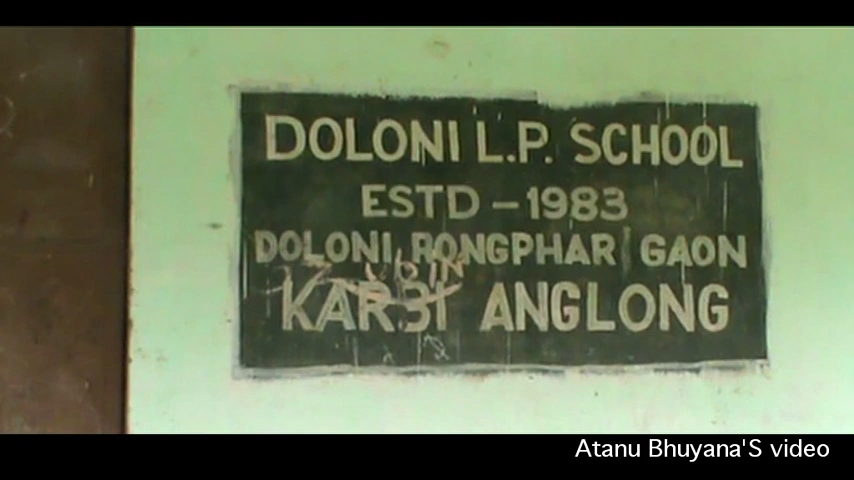 DOLONI L.P. SCHOOL
ESTD - 1983
DOLONI RONGPHAR GAON
KARBI ANGLONG
Atanu Bhuyana'S video